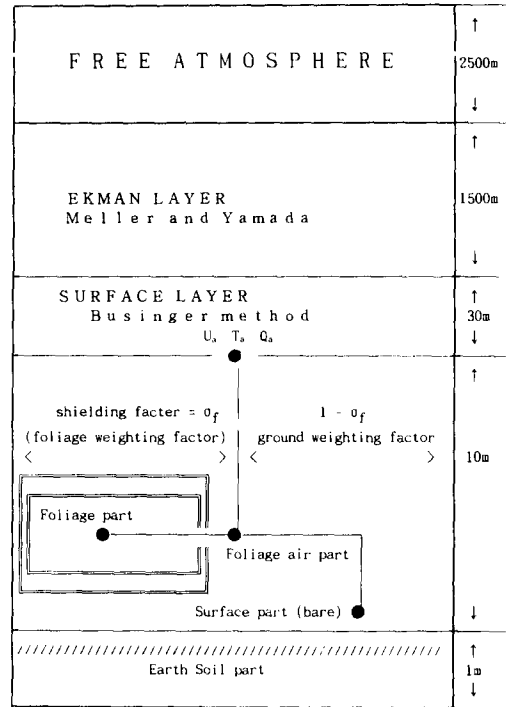 FREE ATMOSPHERE
2500m
EKMAN LAYER
Meller and Yamada
1500m
SURFACE LAYER
Businger method
30m
Uₐ Tₐ Qₐ
shielding facter = σf
(foliage weighting factor)
1 - σf
ground weighting factor
10m
Foliage part
Foliage air part
Surface part (bare)
Earth Soil part
1m